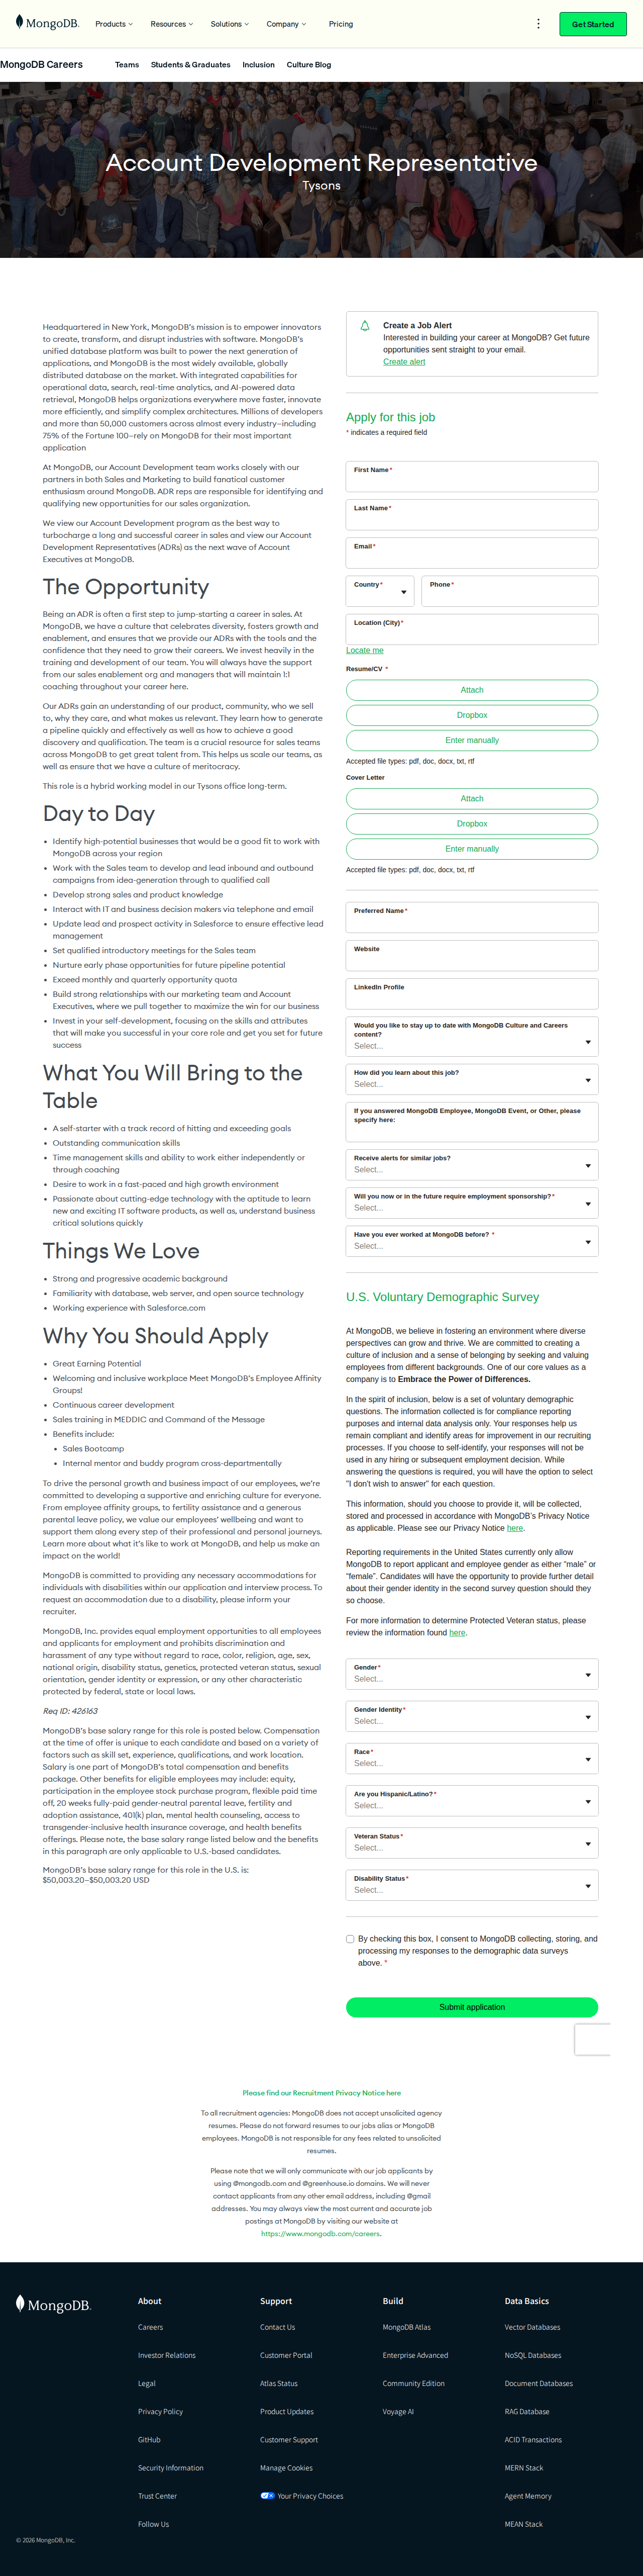 MongoDB.
Products
Resources
Solutions
Company
Pricing
Get Started
MongoDB Careers
Teams
Students & Graduates
Inclusion
Culture Blog
Account Development Representative
Tysons
Headquartered in New York, MongoDB's mission is to empower innovators
to create, transform, and disrupt industries with software. MongoDB's
unified database platform was built to power the next generation of
applications, and MongoDB is the most widely available, globally
distributed database on the market. With integrated capabilities for
operational data, search, real-time analytics, and AI-powered data
retrieval, MongoDB helps organizations everywhere move faster, innovate
more efficiently, and simplify complex architectures. Millions of developers
and more than 50,000 customers across almost every industry—including
75% of the Fortune 100—rely on MongoDB for their most important
application
At MongoDB, our Account Development team works closely with our
partners in both Sales and Marketing to build fanatical customer
enthusiasm around MongoDB. ADR reps are responsible for identifying and
qualifying new opportunities for our sales organization.
We view our Account Development program as the best way to
turbocharge a long and successful career in sales and view our Account
Development Representatives (ADRs) as the next wave of Account
Executives at MongoDB.
The Opportunity
Being an ADR is often a first step to jump-starting a career in sales. At
MongoDB, we have a culture that celebrates diversity, fosters growth and
enablement, and ensures that we provide our ADRs with the tools and the
confidence that they need to grow their careers. We invest heavily in the
training and development of our team. You will always have the support
from our sales enablement org and managers that will maintain 1:1
coaching throughout your career here.
Our ADRs gain an understanding of our product, community, who we sell
to, why they care, and what makes us relevant. They learn how to generate
a pipeline quickly and effectively as well as how to achieve a good
discovery and qualification. The team is a crucial resource for sales teams
across MongoDB to get great talent from. This helps us scale our teams, as
well as ensure that we have a culture of meritocracy.
This role is a hybrid working model in our Tysons office long-term.
Day to Day
Identify high-potential businesses that would be a good fit to work with
MongoDB across your region
Work with the Sales team to develop and lead inbound and outbound
campaigns from idea-generation through to qualified call
Develop strong sales and product knowledge
Interact with IT and business decision makers via telephone and email
Update lead and prospect activity in Salesforce to ensure effective lead
management
Set qualified introductory meetings for the Sales team
Nurture early phase opportunities for future pipeline potential
Exceed monthly and quarterly opportunity quota
Build strong relationships with our marketing team and Account
Executives, where we pull together to maximize the win for our business
Invest in your self-development, focusing on the skills and attributes
that will make you successful in your core role and get you set for future
success
What You Will Bring to the
Table
A self-starter with a track record of hitting and exceeding goals
Outstanding communication skills
Time management skills and ability to work either independently or
through coaching
Desire to work in a fast-paced and high growth environment
Passionate about cutting-edge technology with the aptitude to learn
new and exciting IT software products, as well as, understand business
critical solutions quickly
Things We Love
Strong and progressive academic background
Familiarity with database, web server, and open source technology
Working experience with Salesforce.com
Why You Should Apply
Great Earning Potential
Welcoming and inclusive workplace Meet MongoDB's Employee Affinity
Groups!
Continuous career development
Sales training in MEDDIC and Command of the Message
Benefits include:
Sales Bootcamp
Internal mentor and buddy program cross-departmentally
To drive the personal growth and business impact of our employees, we're
committed to developing a supportive and enriching culture for everyone.
From employee affinity groups, to fertility assistance and a generous
parental leave policy, we value our employees' wellbeing and want to
support them along every step of their professional and personal journeys.
Learn more about what it's like to work at MongoDB, and help us make an
impact on the world!
MongoDB is committed to providing any necessary accommodations for
individuals with disabilities within our application and interview process. To
request an accommodation due to a disability, please inform your
recruiter.
MongoDB, Inc. provides equal employment opportunities to all employees
and applicants for employment and prohibits discrimination and
harassment of any type without regard to race, color, religion, age, sex,
national origin, disability status, genetics, protected veteran status, sexual
orientation, gender identity or expression, or any other characteristic
protected by federal, state or local laws.
Req ID: 426163
MongoDB's base salary range for this role is posted below. Compensation
at the time of offer is unique to each candidate and based on a variety of
factors such as skill set, experience, qualifications, and work location.
Salary is one part of MongoDB's total compensation and benefits
package. Other benefits for eligible employees may include: equity,
participation in the employee stock purchase program, flexible paid time
off, 20 weeks fully-paid gender-neutral parental leave, fertility and
adoption assistance, 401(k) plan, mental health counseling, access to
transgender-inclusive health insurance coverage, and health benefits
offerings. Please note, the base salary range listed below and the benefits
in this paragraph are only applicable to U.S.-based candidates.
MongoDB's base salary range for this role in the U.S. is:
$50,003.20—$50,003.20 USD
Create a Job Alert
Interested in building your career at MongoDB? Get future
opportunities sent straight to your email.
Create alert
Apply for this job
* indicates a required field
First Name*
Last Name*
Email*
Country*
Phone*
Location (City)*
Locate me
Resume/CV *
Attach
Dropbox
Enter manually
Accepted file types: pdf, doc, docx, txt, rtf
Cover Letter
Attach
Dropbox
Enter manually
Accepted file types: pdf, doc, docx, txt, rtf
Preferred Name*
Website
LinkedIn Profile
Would you like to stay up to date with MongoDB Culture and Careers
content?
Select...
How did you learn about this job?
Select...
If you answered MongoDB Employee, MongoDB Event, or Other, please
specify here:
Receive alerts for similar jobs?
Select...
Will you now or in the future require employment sponsorship?*
Select...
Have you ever worked at MongoDB before? *
Select...
U.S. Voluntary Demographic Survey
At MongoDB, we believe in fostering an environment where diverse
perspectives can grow and thrive. We are committed to creating a
culture of inclusion and a sense of belonging by seeking and valuing
employees from different backgrounds. One of our core values as a
company is to Embrace the Power of Differences.
In the spirit of inclusion, below is a set of voluntary demographic
questions. The information collected is for compliance reporting
purposes and internal data analysis only. Your responses help us
remain compliant and identify areas for improvement in our recruiting
processes. If you choose to self-identify, your responses will not be
used in any hiring or subsequent employment decision. While
answering the questions is required, you will have the option to select
"I don't wish to answer" for each question.
This information, should you choose to provide it, will be collected,
stored and processed in accordance with MongoDB's Privacy Notice
as applicable. Please see our Privacy Notice here.
Reporting requirements in the United States currently only allow
MongoDB to report applicant and employee gender as either “male” or
“female”. Candidates will have the opportunity to provide further detail
about their gender identity in the second survey question should they
so choose.
For more information to determine Protected Veteran status, please
review the information found here.
Gender*
Select...
Gender Identity*
Select...
Race*
Select...
Are you Hispanic/Latino?*
Select...
Veteran Status*
Select...
Disability Status*
Select...
By checking this box, I consent to MongoDB collecting, storing, and
processing my responses to the demographic data surveys
above. *
Submit application
Please find our Recruitment Privacy Notice here
To all recruitment agencies: MongoDB does not accept unsolicited agency
resumes. Please do not forward resumes to our jobs alias or MongoDB
employees. MongoDB is not responsible for any fees related to unsolicited
resumes.
Please note that we will only communicate with our job applicants by
using @mongodb.com and @greenhouse.io domains. We will never
contact applicants from any other email address, including @gmail
addresses. You may always view the most current and accurate job
postings at MongoDB by visiting our website at
https://www.mongodb.com/careers.
MongoDB.
About
Careers
Investor Relations
Legal
Privacy Policy
GitHub
Security Information
Trust Center
Follow Us
Support
Contact Us
Customer Portal
Atlas Status
Product Updates
Customer Support
Manage Cookies
Your Privacy Choices
Build
MongoDB Atlas
Enterprise Advanced
Community Edition
Voyage AI
Data Basics
Vector Databases
NoSQL Databases
Document Databases
RAG Database
ACID Transactions
MERN Stack
Agent Memory
MEAN Stack
© 2026 MongoDB, Inc.